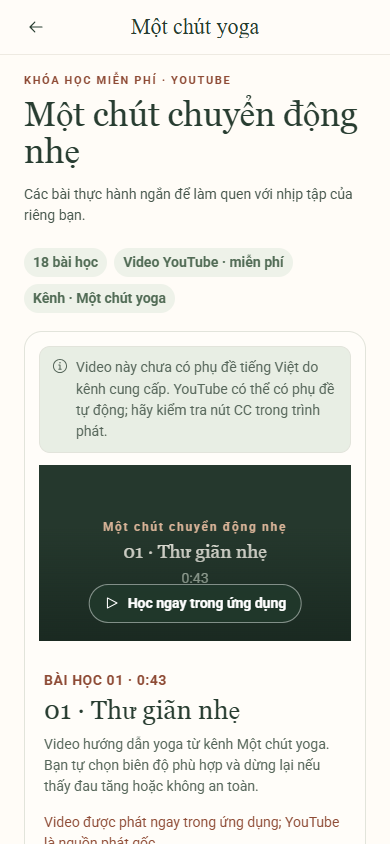 Một chút yoga
KHÓA HỌC MIỄN PHÍ · YOUTUBE
Một chút chuyển động
nhẹ
Các bài thực hành ngắn để làm quen với nhịp tập của
riêng bạn.
18 bài học
Video YouTube · miễn phí
Kênh · Một chút yoga
Video này chưa có phụ đề tiếng Việt do
kênh cung cấp. YouTube có thể có phụ đề
tự động; hãy kiểm tra nút CC trong trình
phát.
Một chút chuyển động nhẹ
01 · Thư giãn nhẹ
0:43
Học ngay trong ứng dụng
BÀI HỌC 01 · 0:43
01 · Thư giãn nhẹ
Video hướng dẫn yoga từ kênh Một chút yoga.
Bạn tự chọn biên độ phù hợp và dừng lại nếu
thấy đau tăng hoặc không an toàn.
Video được phát ngay trong ứng dụng; YouTube
là nguồn phát gốc.